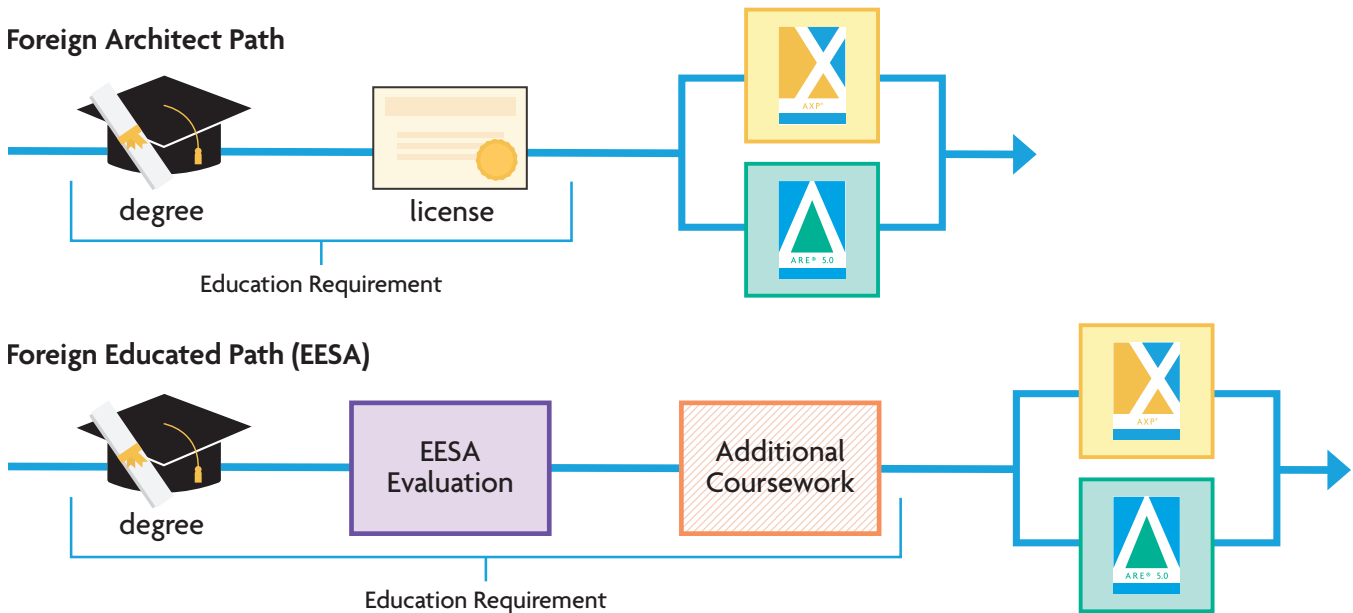 Foreign Architect Path
AXP®
degree
license
ARE® 5.0
Education Requirement
Foreign Educated Path (EESA)
AXP®
EESA
Evaluation
Additional
Coursework
degree
ARE® 5.0
Education Requirement